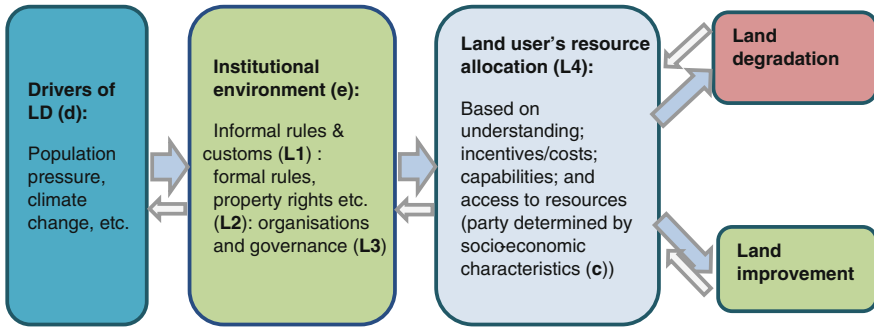 Drivers of
LD (d):
Population
pressure,
climate
change, etc.
Institutional
environment (e):
Informal rules &
customs (L1) :
formal rules,
property rights etc.
(L2): organisations
and governance (L3)
Land user's resource
allocation (L4):
Based on
understanding;
incentives/costs;
capabilities; and
access to resources
(party determined by
socio-economic
characteristics (c))
Land
degradation
Land
improvement